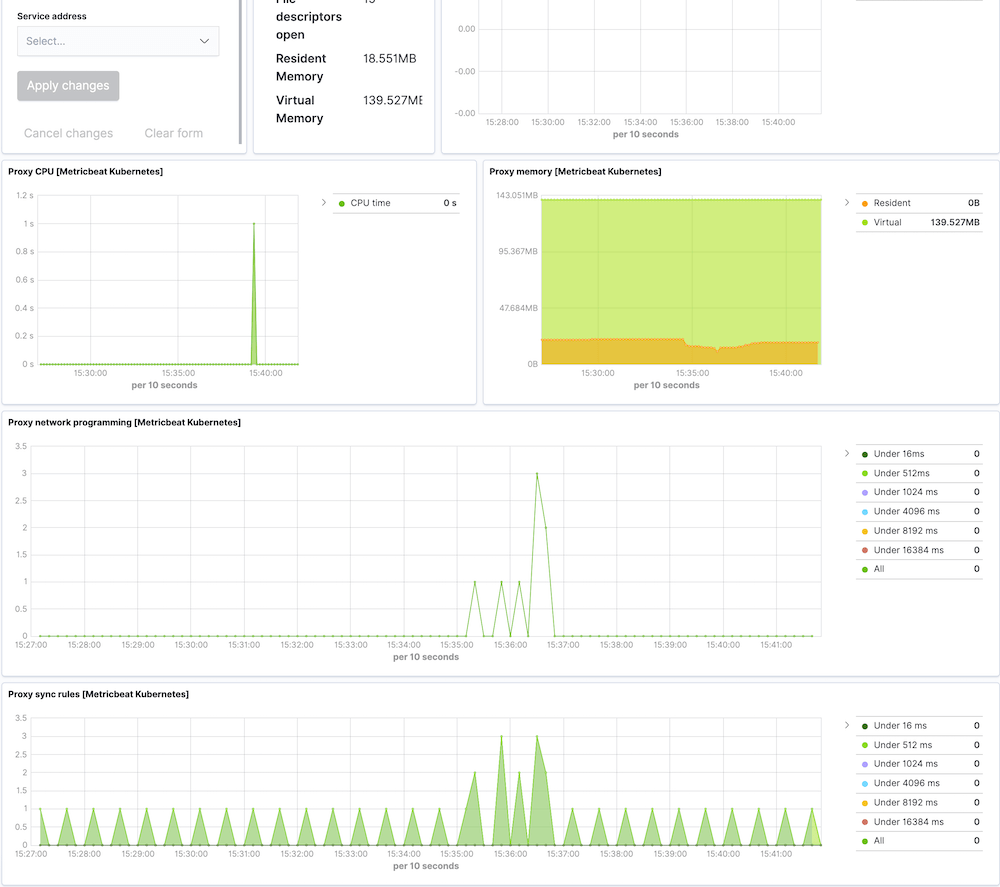 Service address
Select...
Apply changes
Cancel changes Clear form
descriptors
open
Resident 18.551MB
Memory
Virtual 139.527ME
Memory
0.00
-0.00
-0.00
15:28:00 15:30:00 15:32:00 15:34:00 15:36:00 15:38:00 15:40:00
per 10 seconds
Proxy CPU [Metricbeat Kubernetes]
1.2 s
1 s
0.8 s
0.6 s
0.4 s
0.2 s
0 s
15:30:00 15:35:00 15:40:00
per 10 seconds
CPU time 0 s
Proxy memory [Metricbeat Kubernetes]
143.051MB
95.367MB
47.684MB
0B
15:30:00 15:35:00 15:40:00
per 10 seconds
Resident 0B
Virtual 139.527MB
Proxy network programming [Metricbeat Kubernetes]
3.5
3
2.5
2
1.5
1
0.5
0
15:27:00 15:28:00 15:29:00 15:30:00 15:31:00 15:32:00 15:33:00 15:34:00 15:35:00 15:36:00 15:37:00 15:38:00 15:39:00 15:40:00 15:41:00
per 10 seconds
Under 16ms 0
Under 512ms 0
Under 1024 ms 0
Under 4096 ms 0
Under 8192 ms 0
Under 16384 ms 0
All 0
Proxy sync rules [Metricbeat Kubernetes]
3.5
3
2.5
2
1.5
1
0.5
0
15:27:00 15:28:00 15:29:00 15:30:00 15:31:00 15:32:00 15:33:00 15:34:00 15:35:00 15:36:00 15:37:00 15:38:00 15:39:00 15:40:00 15:41:00
per 10 seconds
Under 16 ms 0
Under 512 ms 0
Under 1024 ms 0
Under 4096 ms 0
Under 8192 ms 0
Under 16384 ms 0
All 0